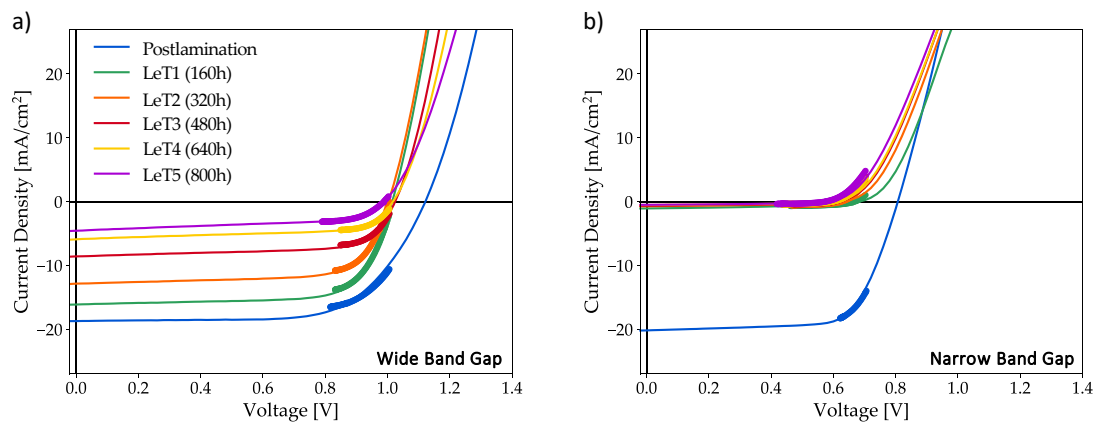 a)
Current Density [mA/cm²]
20
10
0
−10
−20
Postlamination
LeT1 (160h)
LeT2 (320h)
LeT3 (480h)
LeT4 (640h)
LeT5 (800h)
Wide Band Gap
0.0 0.2 0.4 0.6 0.8 1.0 1.2 1.4
Voltage [V]
b)
Current Density [mA/cm²]
20
10
0
−10
−20
Narrow Band Gap
0.0 0.2 0.4 0.6 0.8 1.0 1.2 1.4
Voltage [V]